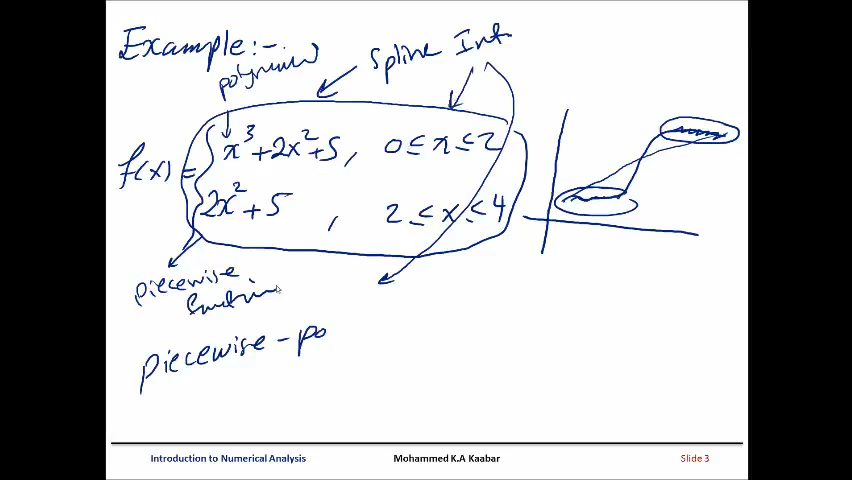 Example:-
polynomial
Spline Int.
f(x) = { x³+2x²+5, 0≤x≤2
2x²+5, 2≤x≤4
piecewise
function
piecewise - po
Introduction to Numerical Analysis Mohammed K.A Kaabar Slide 3